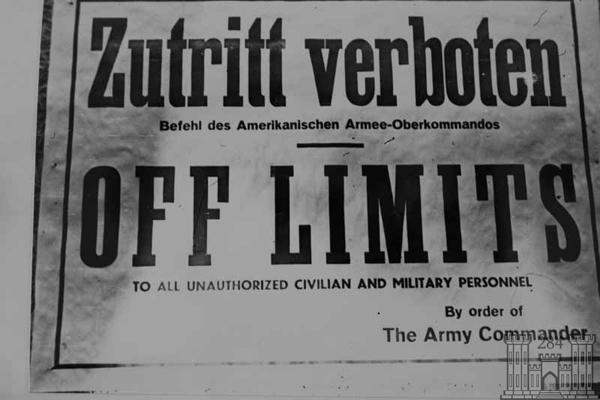 Zutritt verboten
Befehl des Amerikanischen Armee-Oberkommandos
OFF LIMITS
TO ALL UNAUTHORIZED CIVILIAN AND MILITARY PERSONNEL
By order of
The Army Commander
284